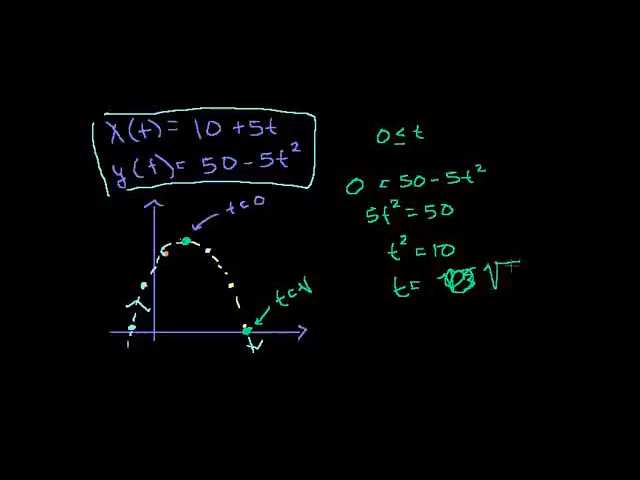 x(t) = 10 + 5t
y(t) = 50 - 5t²
t = 0
t = √
0 ≤ t
0 = 50 - 5t²
5t² = 50
t² = 10
t = √